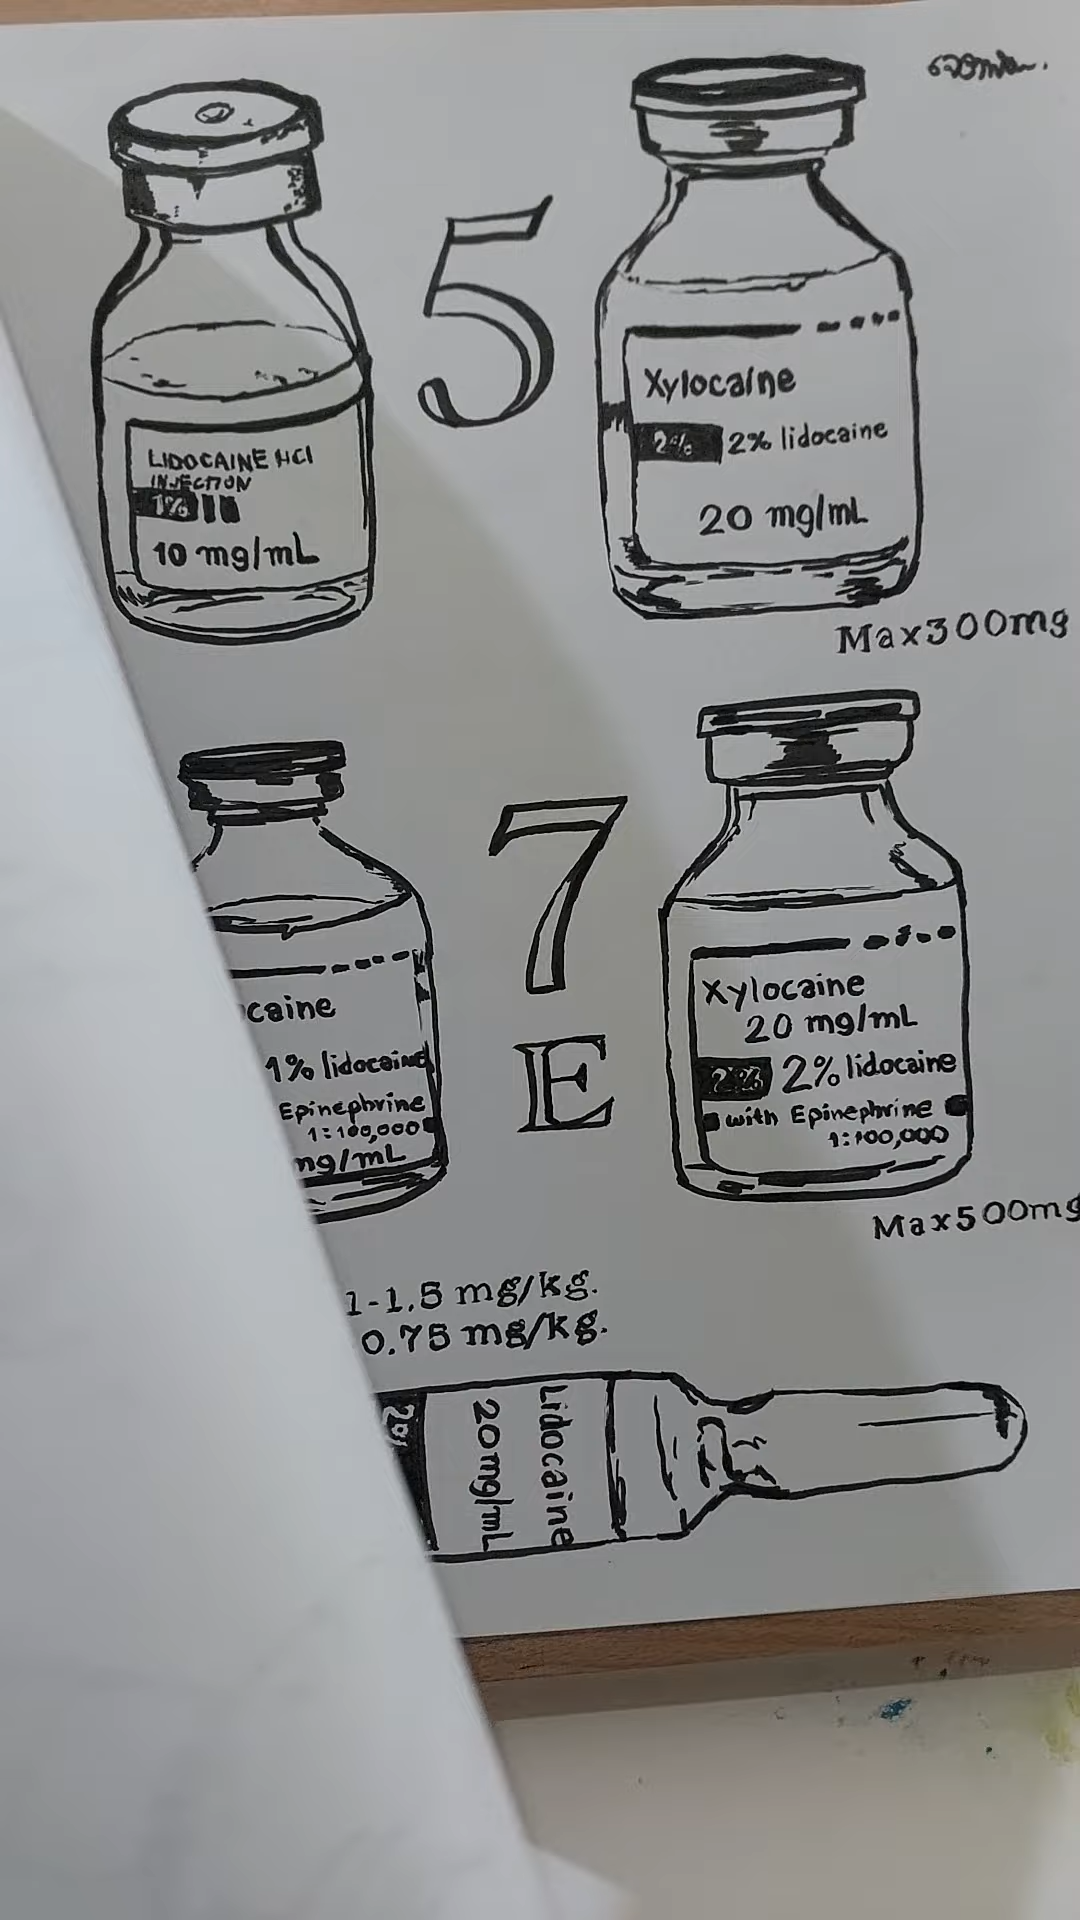 LIDOCAINE HCl
INJECTION
1%
10 mg/mL
5
Xylocaine
2% 2% lidocaine
20 mg/mL
Max300mg
caine
1% lidocaine
Epinephrine
1:100,000
mg/mL
7
E
Xylocaine
20 mg/mL
2% 2% lidocaine
with Epinephrine
1:100,000
Max500mg
1-1.5 mg/kg.
0.75 mg/kg.
Lidocaine
20mg/mL
2%